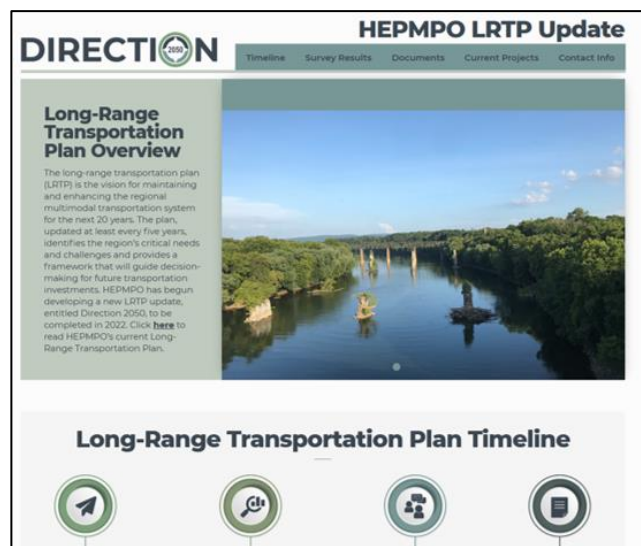 HEPMPO LRTP Update
DIRECTION
2050
Timeline Survey Results Documents Current Projects Contact Info
Long-Range
Transportation
Plan Overview
The long-range transportation plan
(LRTP) is the vision for maintaining
and enhancing the regional
multimodal transportation system
for the next 20 years. The plan,
updated at least every five years,
identifies the region's critical needs
and challenges and provides a
framework that will guide decision-
making for future transportation
investments. HEPMPO has begun
developing a new LRTP update,
entitled Direction 2050, to be
completed in 2022. Click here to
read HEPMPO's current Long-
Range Transportation Plan.
Long-Range Transportation Plan Timeline